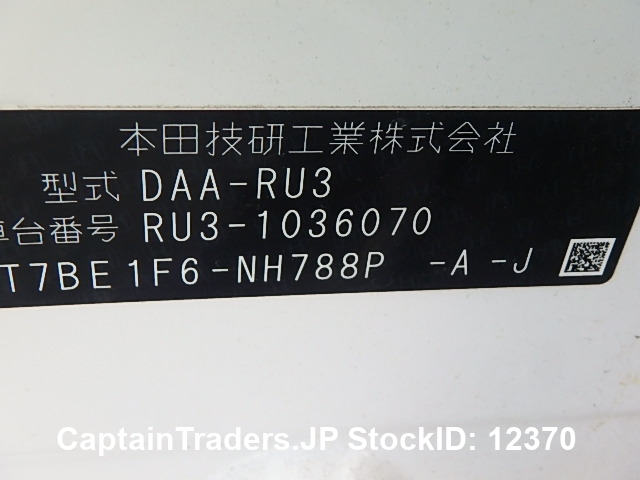 本田技研工業株式会社
型式 DAA-RU3
車台番号 RU3-1036070
T7BE1F6-NH788P -A -J
CaptainTraders.JP StockID: 12370